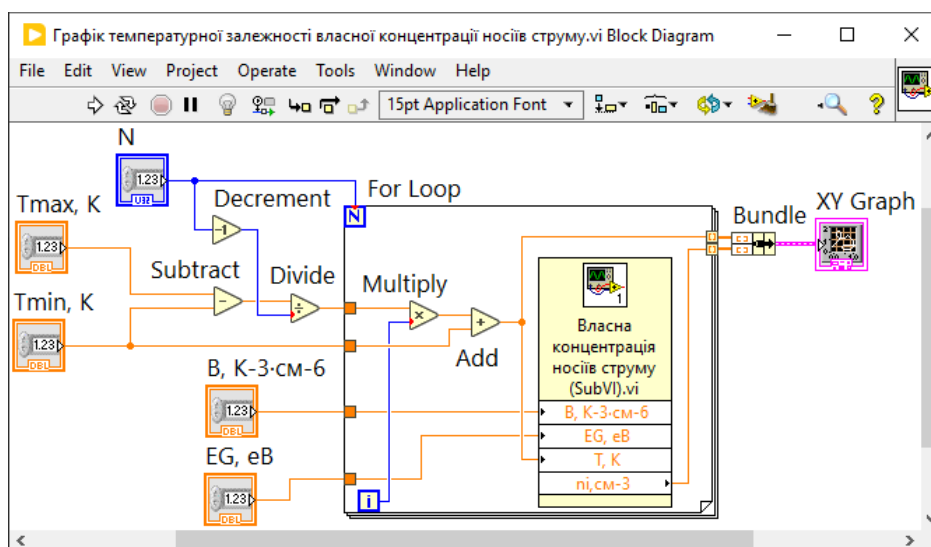 Графік температурної залежності власної концентрації носіїв струму.vi Block Diagram
File Edit View Project Operate Tools Window Help
15pt Application Font
N
1.23
U32
Tmax, K
1.23
DBL
Decrement
-1
For Loop
N
XY Graph
Bundle
Subtract
-
Divide
÷
Multiply
×
Tmin, K
1.23
DBL
+
Add
1
Власна
концентрація
носіїв струму
(SubVI).vi
B, К-3·см-6
EG, eB
T, K
ni,см-3
B, К-3·см-6
1.23
DBL
EG, eB
1.23
DBL
i